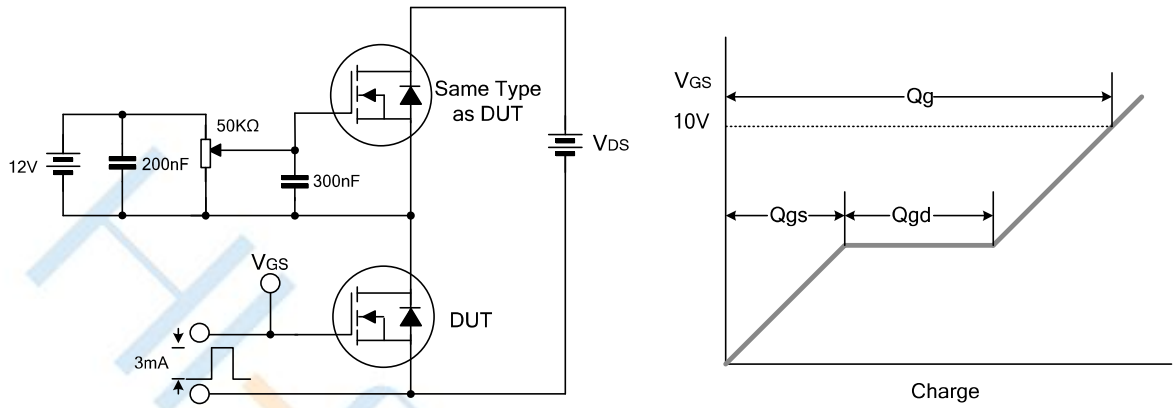 Same Type
as DUT
50KΩ
12V
200nF
300nF
VDS
VGS
DUT
3mA
VGS
10V
Qg
Qgs
Qgd
Charge